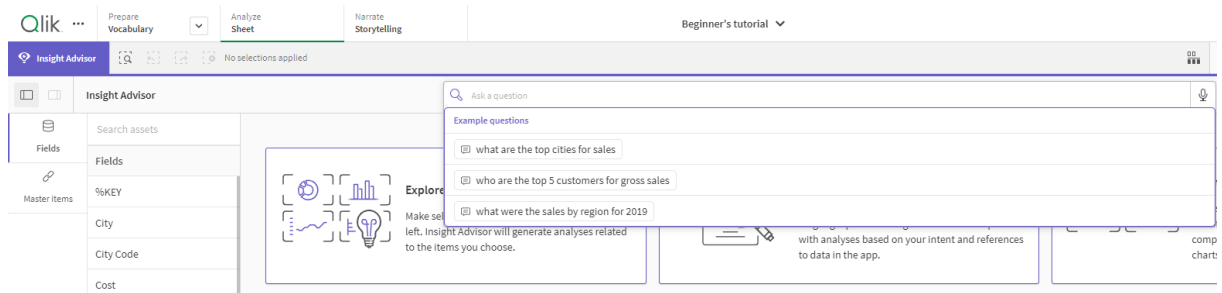 Qlik
Prepare
Vocabulary
Analyze
Sheet
Narrate
Storytelling
Beginner's tutorial
Insight Advisor
No selections applied
Insight Advisor
Ask a question
Example questions
what are the top cities for sales
who are the top 5 customers for gross sales
what were the sales by region for 2019
Fields
Master items
Search assets
Fields
%KEY
City
City Code
Cost
Explore
Make sel
left. Insight Advisor will generate analyses related
to the items you choose.
with analyses based on your intent and references
to data in the app.
comp
charts